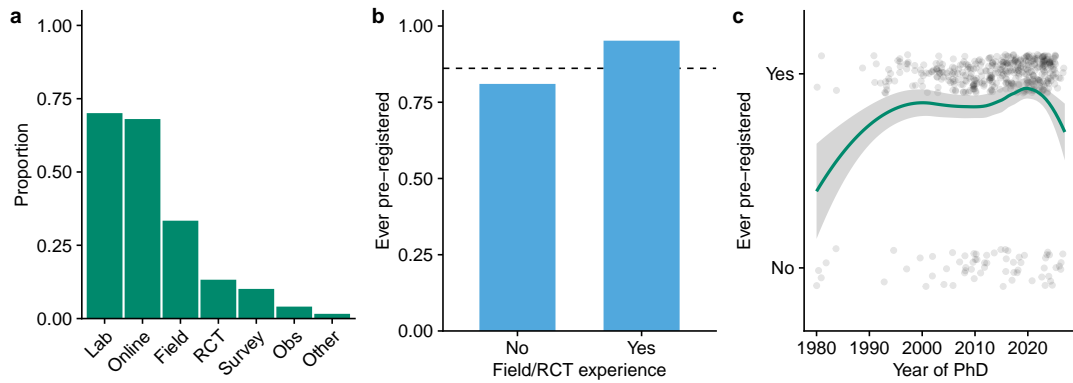 a
Proportion
1.00
0.75
0.50
0.25
0.00
Lab
Online
Field
RCT
Survey
Obs
Other
b
Ever pre−registered
1.00
0.75
0.50
0.25
0.00
No
Yes
Field/RCT experience
c
Ever pre−registered
Yes
No
1980
1990
2000
2010
2020
Year of PhD